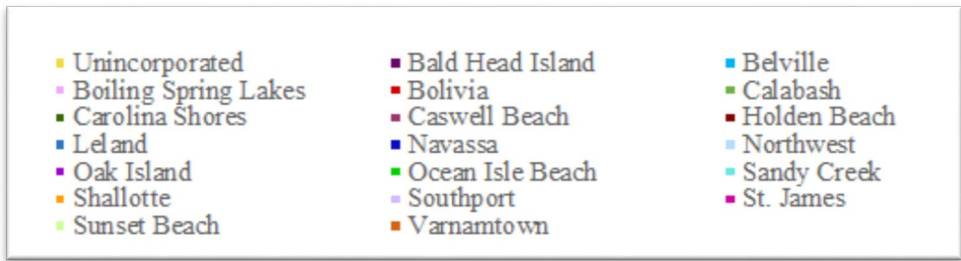 Unincorporated Bald Head Island Belville
Boiling Spring Lakes Bolivia Calabash
Carolina Shores Caswell Beach Holden Beach
Leland Navassa Northwest
Oak Island Ocean Isle Beach Sandy Creek
Shallotte Southport St. James
Sunset Beach Varnamtown